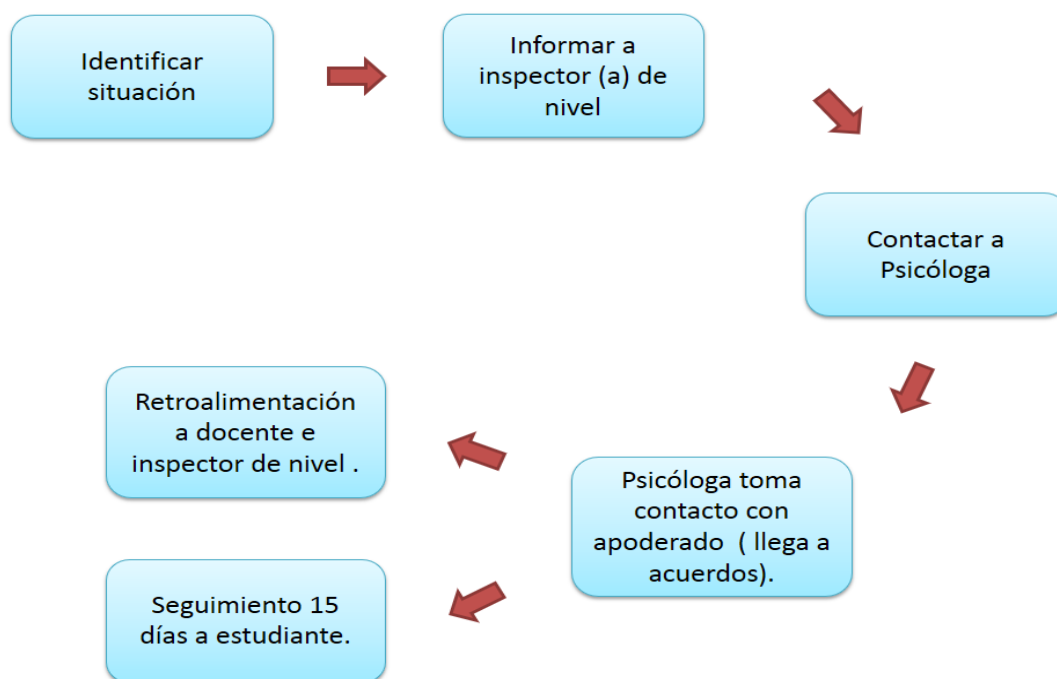 Identificar
situación
Informar a
inspector (a) de
nivel
Contactar a
Psicóloga
Psicóloga toma
contacto con
apoderado ( llega a
acuerdos).
Retroalimentación
a docente e
inspector de nivel .
Seguimiento 15
días a estudiante.